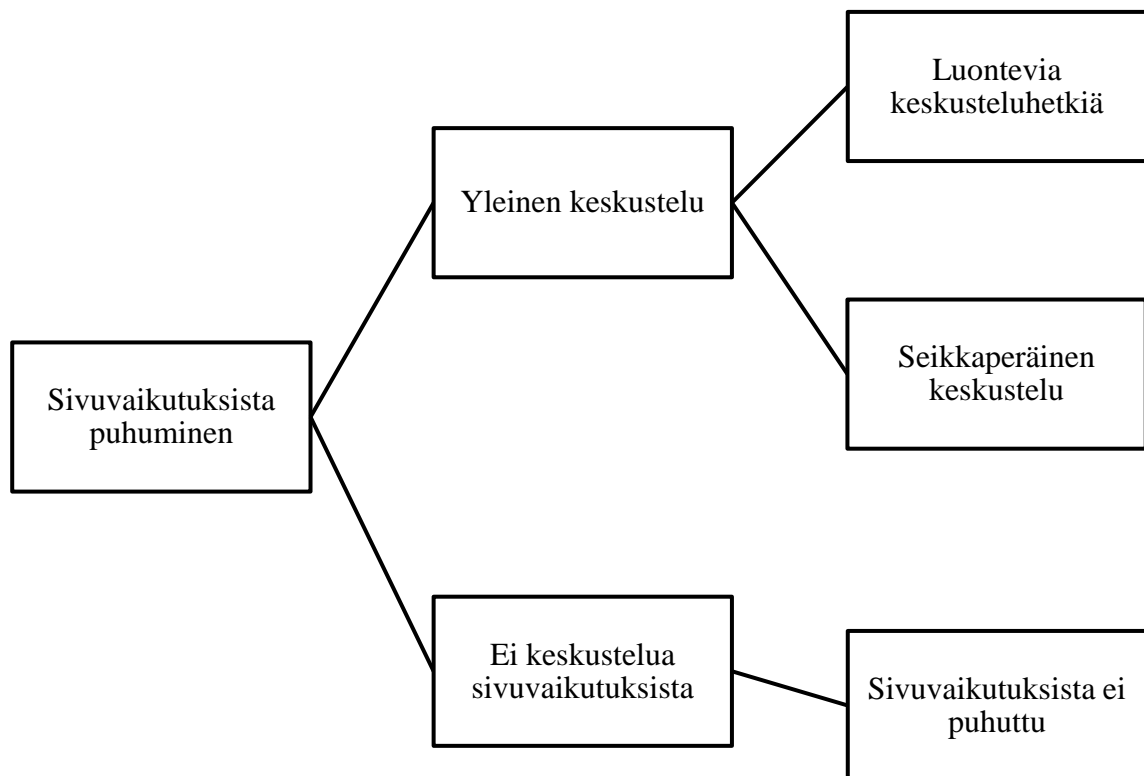 Sivuvaikutuksista
puhuminen
Yleinen keskustelu
Luontevia
keskusteluhetkiä
Seikkaperäinen
keskustelu
Ei keskustelua
sivuvaikutuksista
Sivuvaikutuksista ei
puhuttu